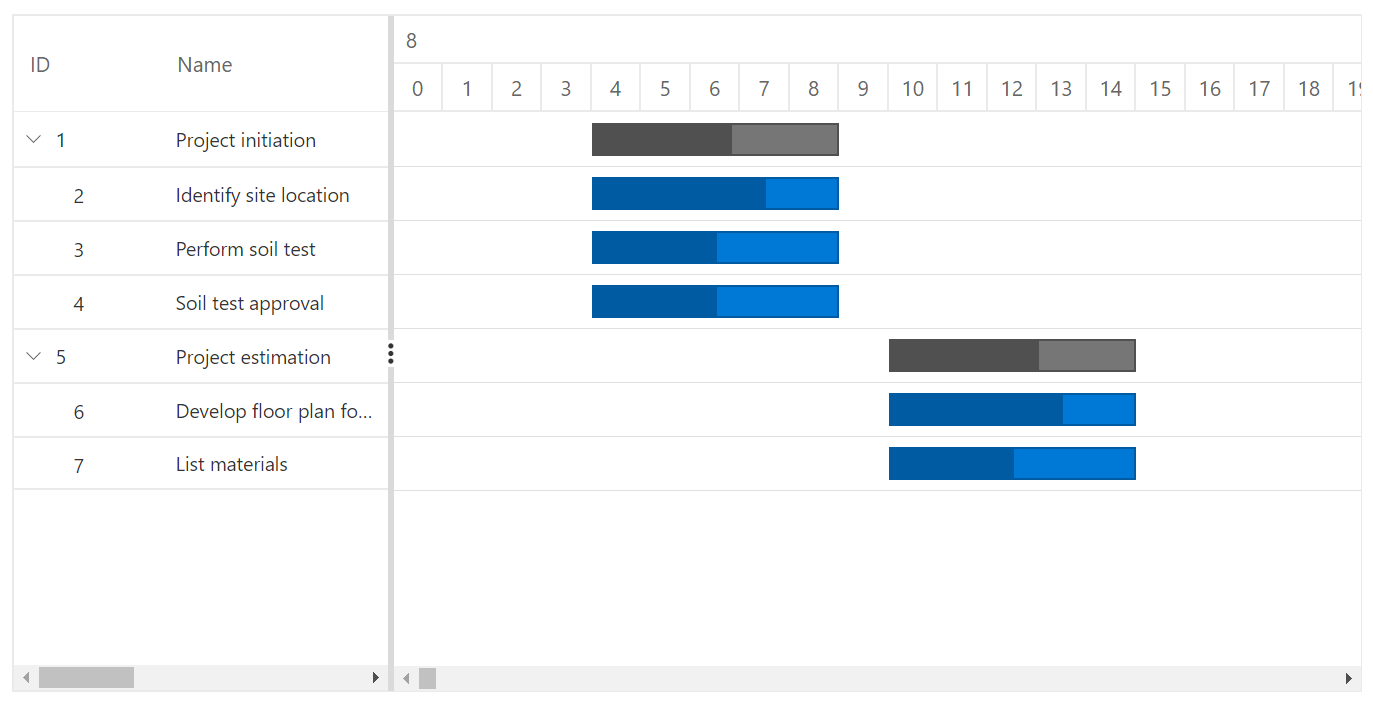 ID Name
8
0 1 2 3 4 5 6 7 8 9 10 11 12 13 14 15 16 17 18
1 Project initiation
2 Identify site location
3 Perform soil test
4 Soil test approval
5 Project estimation
6 Develop floor plan fo...
7 List materials